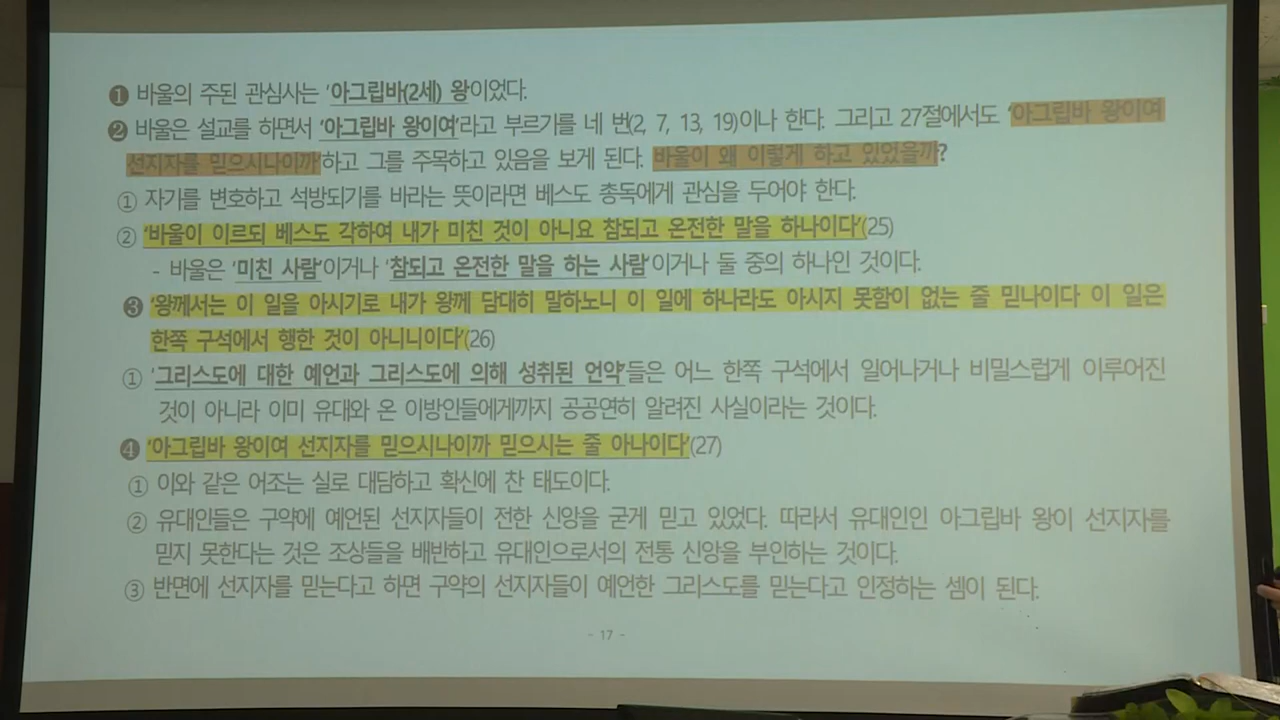 ❶ 바울의 주된 관심사는 '아그립바(2세) 왕이었다.
❷ 바울은 설교를 하면서 '아그립바 왕이여'라고 부르기를 네 번(2, 7, 13, 19)이나 한다. 그리고 27절에서도 '아그립바 왕이여
선지자를 믿으시나이까'하고 그를 주목하고 있음을 보게 된다. 바울이 왜 이렇게 하고 있었을까?
① 자기를 변호하고 석방되기를 바라는 뜻이라면 베스도 총독에게 관심을 두어야 한다.
② '바울이 이르되 베스도 각하여 내가 미친 것이 아니요 참되고 온전한 말을 하나이다'(25)
- 바울은 '미친 사람'이거나 '참되고 온전한 말을 하는 사람'이거나 둘 중의 하나인 것이다.
❸ '왕께서는 이 일을 아시기로 내가 왕께 담대히 말하노니 이 일에 하나라도 아시지 못함이 없는 줄 믿나이다 이 일은
한쪽 구석에서 행한 것이 아니니이다'(26)
① '그리스도에 대한 예언과 그리스도에 의해 성취된 언약'들은 어느 한쪽 구석에서 일어나거나 비밀스럽게 이루어진
것이 아니라 이미 유대와 온 이방인들에게까지 공공연히 알려진 사실이라는 것이다.
❹ '아그립바 왕이여 선지자를 믿으시나이까 믿으시는 줄 아나이다'(27)
① 이와 같은 어조는 실로 대담하고 확신에 찬 태도이다.
② 유대인들은 구약에 예언된 선지자들이 전한 신앙을 굳게 믿고 있었다. 따라서 유대인인 아그립바 왕이 선지자를
믿지 못한다는 것은 조상들을 배반하고 유대인으로서의 전통 신앙을 부인하는 것이다.
③ 반면에 선지자를 믿는다고 하면 구약의 선지자들이 예언한 그리스도를 믿는다고 인정하는 셈이 된다.
- 17 -